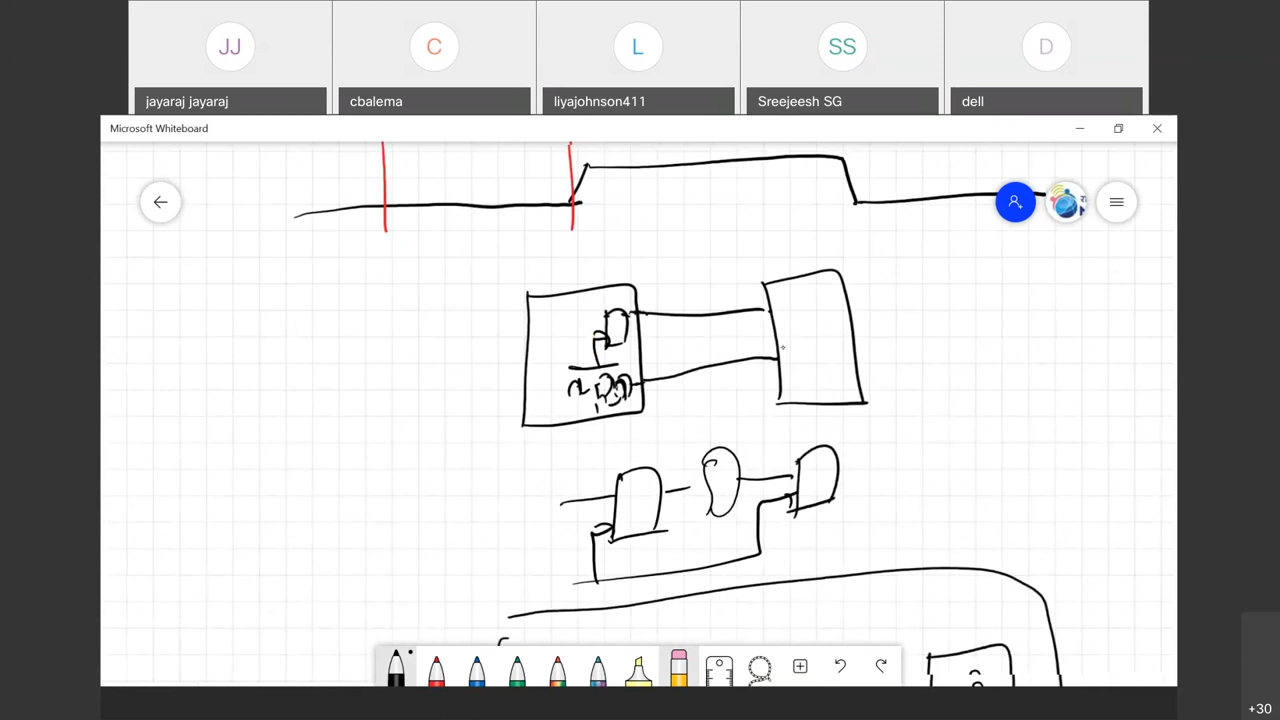 JJ
C
L
SS
D
jayaraj jayaraj
cbalema
liyajohnson411
Sreejeesh SG
dell
Microsoft Whiteboard
+30